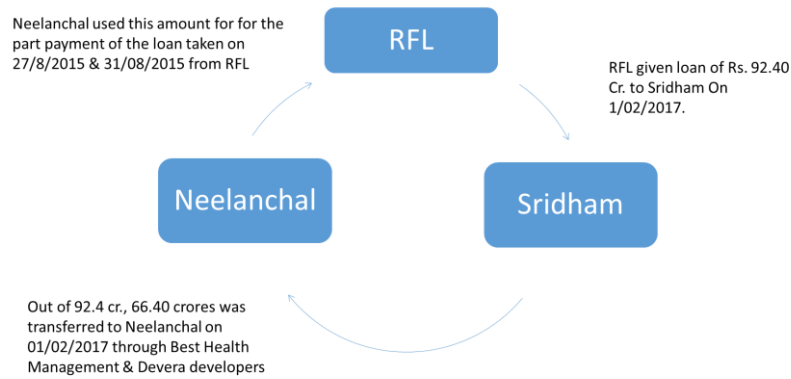 Neelanchal used this amount for for the
part payment of the loan taken on
27/8/2015 & 31/08/2015 from RFL
RFL
RFL given loan of Rs. 92.40
Cr. to Sridham On
1/02/2017.
Neelanchal
Sridham
Out of 92.4 cr., 66.40 crores was
transferred to Neelanchal on
01/02/2017 through Best Health
Management & Devera developers